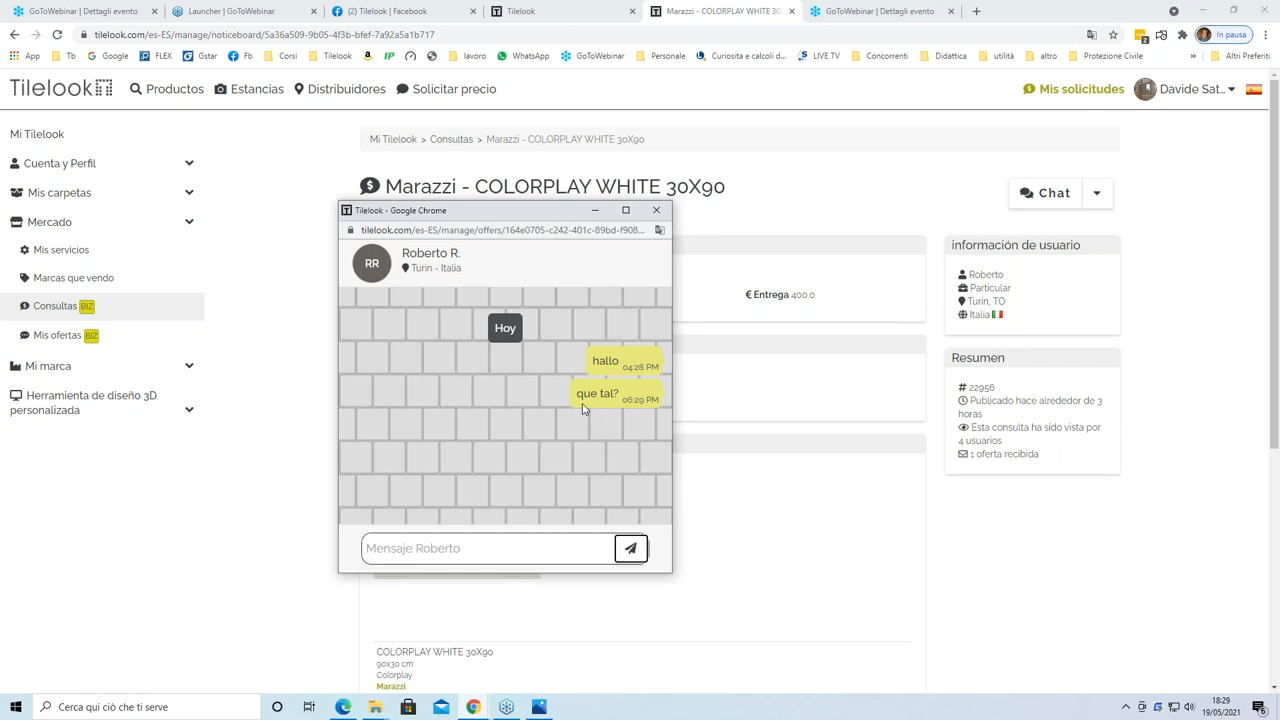 GoToWebinar | Dettagli evento
Launcher | GoToWebinar
(2) Tilelook | Facebook
Tilelook
Marazzi - COLORPLAY WHITE 30X
GoToWebinar | Dettagli evento
tilelook.com/es-ES/manage/noticeboard/5a36a509-9b05-4f3b-bfef-7a92a5a1b717
In pausa
App
Tb
Google
FLEX
Gstar
Corsi
Tilelook
IP
lavoro
WhatsApp
GoToWebinar
Personale
Curiosita e calcoli d...
LIVE TV
Concorrenti
Didattica
utilità
altro
Protezione Civile
Altri Preferiti
Tilelook
Productos
Estancias
Distribuidores
Solicitar precio
Mis solicitudes
Davide Sat...
Mi Tilelook
Cuenta y Perfil
Mis carpetas
Mercado
Mis servicios
Marcas que vendo
Consultas BIZ
Mis ofertas BIZ
Mi marca
Herramienta de diseño 3D
personalizada
Mi Tilelook > Consultas > Marazzi - COLORPLAY WHITE 30X90
Marazzi - COLORPLAY WHITE 30X90
Chat
Tilelook - Google Chrome
tilelook.com/es-ES/manage/offers/164e0705-c242-401c-89bd-f908...
RR
Roberto R.
Turin - Italia
Hoy
hallo 04:28 PM
que tal? 06:29 PM
Mensaje Roberto
€ Entrega 400.0
información de usuario
Roberto
Particular
Turin, TO
Italia
Resumen
# 22956
Publicado hace alrededor de 3
horas
Esta consulta ha sido vista por
4 usuarios
1 oferta recibida
COLORPLAY WHITE 30X90
90x30 cm
Colorplay
Marazzi
Cerca qui ciò che ti serve
18:29
19/05/2021